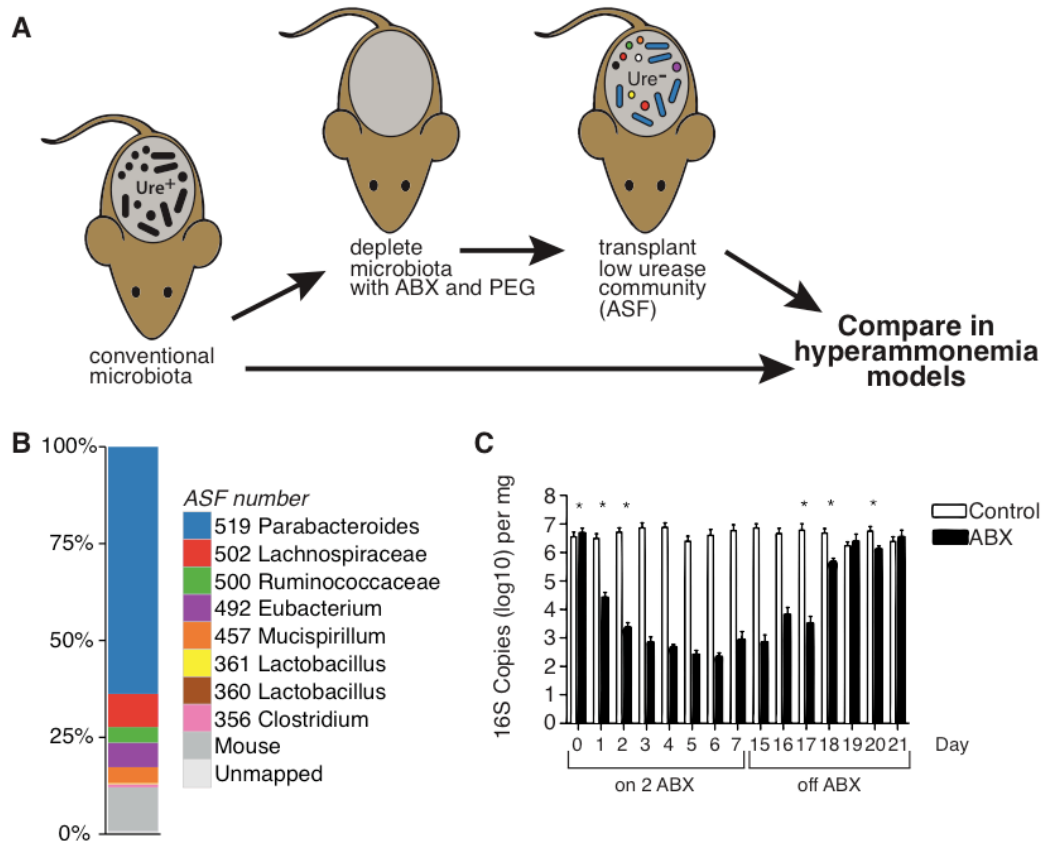 A
Ure+
Ure-
deplete
microbiota
with ABX and PEG
transplant
low urease
community
(ASF)
conventional
microbiota
Compare in
hyperammonemia
models
B
100%
75%
50%
25%
0%
ASF number
519 Parabacteroides
502 Lachnospiraceae
500 Ruminococcaceae
492 Eubacterium
457 Mucispirillum
361 Lactobacillus
360 Lactobacillus
356 Clostridium
Mouse
Unmapped
C
16S Copies (log10) per mg
8
7
6
5
4
3
2
1
0
* * * * * *
Control
ABX
0 1 2 3 4 5 6 7 15 16 17 18 19 20 21 Day
on 2 ABX
off ABX